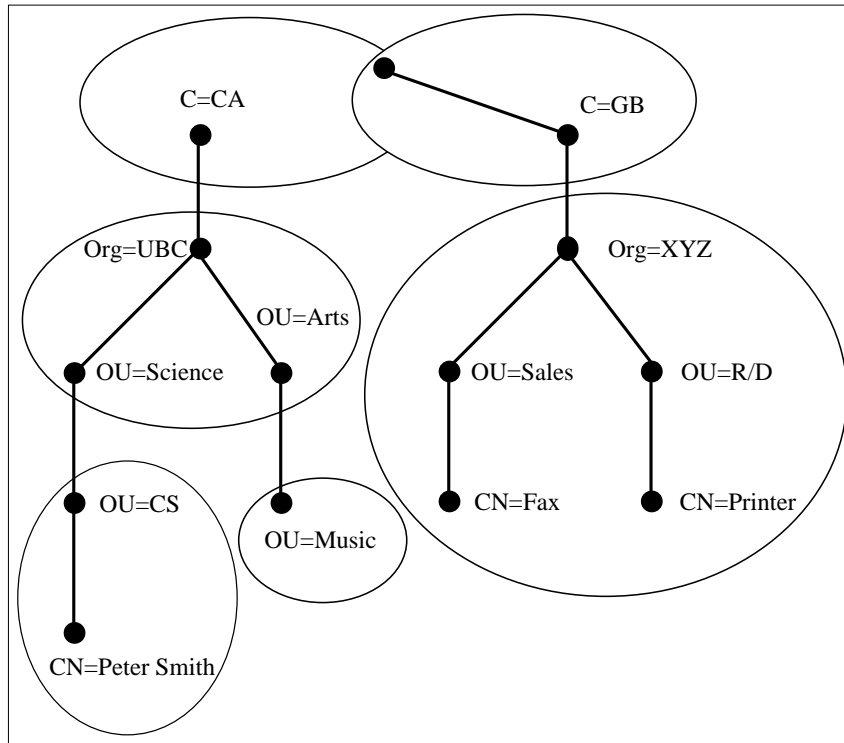 C=CA
C=GB
Org=UBC
Org=XYZ
OU=Arts
OU=Science
OU=Sales
OU=R/D
OU=CS
CN=Fax
CN=Printer
OU=Music
CN=Peter Smith